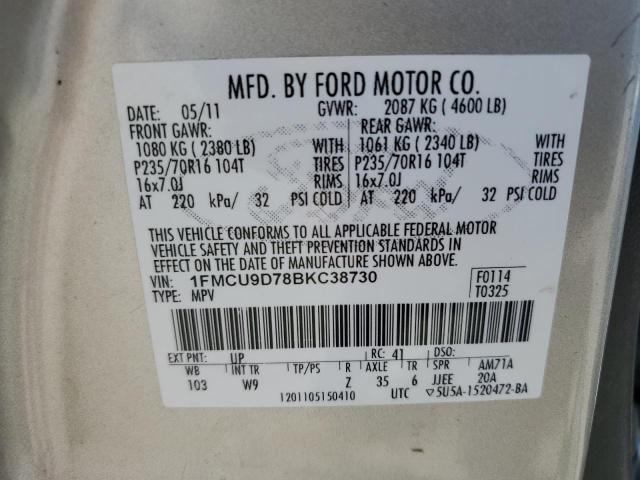 MFD. BY FORD MOTOR CO.
DATE: 05/11 GVWR: 2087 KG ( 4600 LB)
FRONT GAWR: REAR GAWR:
1080 KG ( 2380 LB) WITH 1061 KG ( 2340 LB) WITH
P235/70R16 104T TIRES P235/70R16 104T TIRES
16x7.0J RIMS 16x7.0J RIMS
AT 220 kPa/ 32 PSI COLD AT 220 kPa/ 32 PSI COLD
THIS VEHICLE CONFORMS TO ALL APPLICABLE FEDERAL MOTOR
VEHICLE SAFETY AND THEFT PREVENTION STANDARDS IN
EFFECT ON THE DATE OF MANUFACTURE SHOWN ABOVE.
VIN: 1FMCU9D78BKC38730 F0114
TYPE: MPV T0325
EXT PNT: UP RC: 41 DSO:
WB INT TR TP/PS R AXLE TR SPR AM71A
103 W9 Z 35 6 JJEE 20A
1201105150410 UTC ▽5U5A-1520472-BA